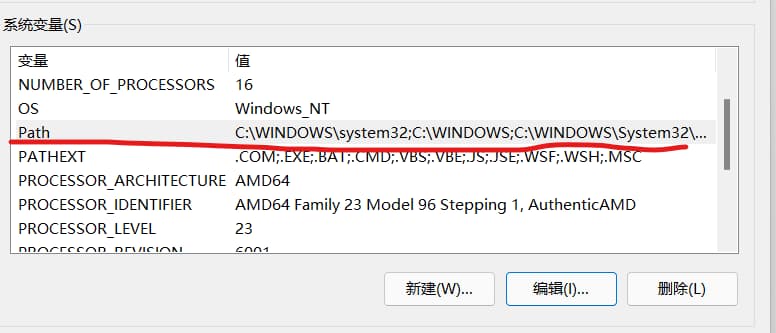 系统变量(S)
变量 值
NUMBER_OF_PROCESSORS 16
OS Windows_NT
Path C:\WINDOWS\system32;C:\WINDOWS;C:\WINDOWS\System32\...
PATHEXT .COM;.EXE;.BAT;.CMD;.VBS;.VBE;.JS;.JSE;.WSF;.WSH;.MSC
PROCESSOR_ARCHITECTURE AMD64
PROCESSOR_IDENTIFIER AMD64 Family 23 Model 96 Stepping 1, AuthenticAMD
PROCESSOR_LEVEL 23
PROCESSOR_REVISION 6001
新建(W)... 编辑(I)... 删除(L)